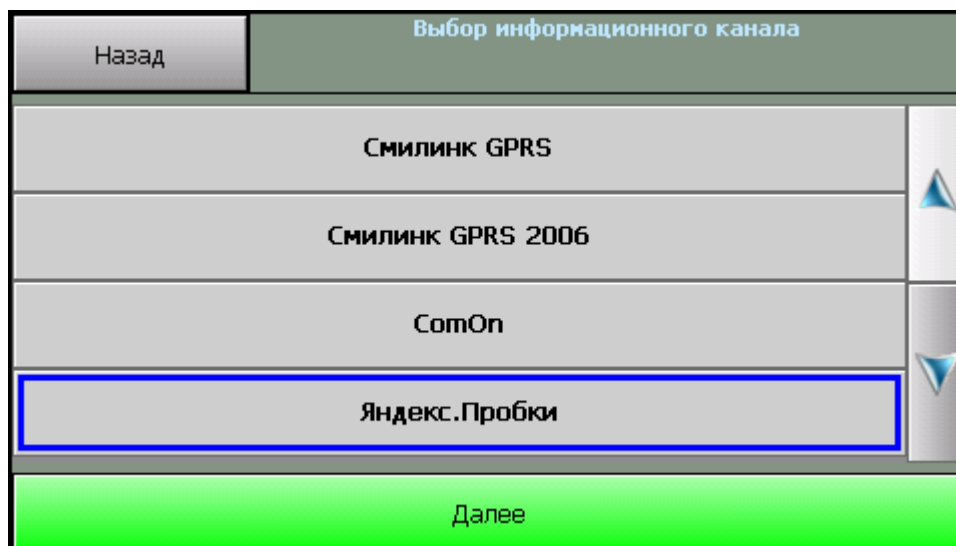 Назад
Выбор информационного канала
Смилинк GPRS
Смилинк GPRS 2006
ComOn
Яндекс.Пробки
Далее